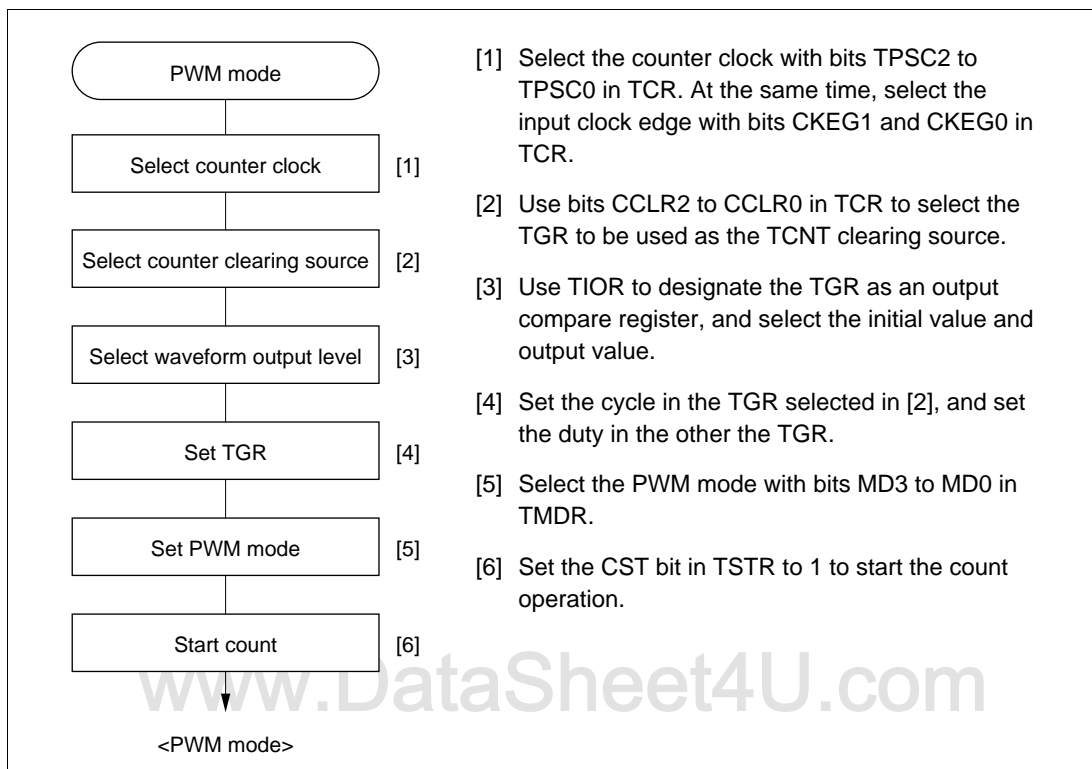 PWM mode
Select counter clock
[1]
Select counter clearing source
[2]
Select waveform output level
[3]
Set TGR
[4]
Set PWM mode
[5]
Start count
[6]
<PWM mode>
[1] Select the counter clock with bits TPSC2 to
TPSC0 in TCR. At the same time, select the
input clock edge with bits CKEG1 and CKEG0 in
TCR.
[2] Use bits CCLR2 to CCLR0 in TCR to select the
TGR to be used as the TCNT clearing source.
[3] Use TIOR to designate the TGR as an output
compare register, and select the initial value and
output value.
[4] Set the cycle in the TGR selected in [2], and set
the duty in the other the TGR.
[5] Select the PWM mode with bits MD3 to MD0 in
TMDR.
[6] Set the CST bit in TSTR to 1 to start the count
operation.
www.DataSheet4U.com